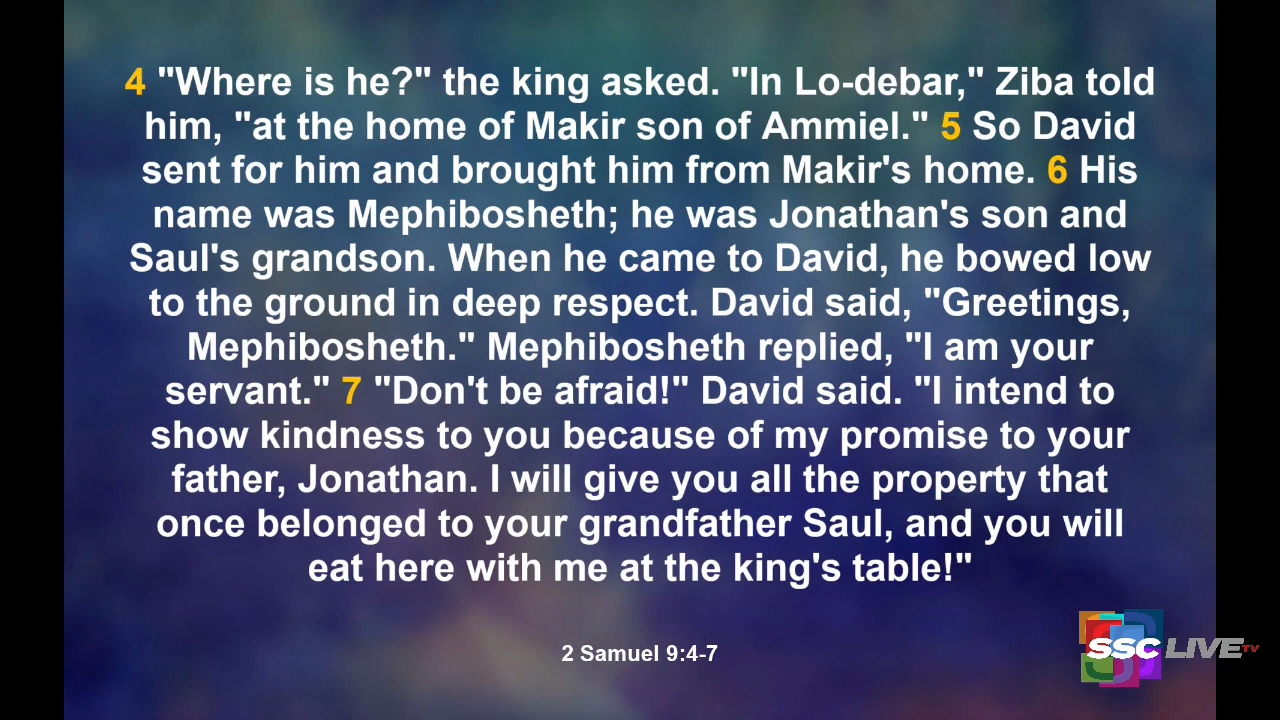 4 "Where is he?" the king asked. "In Lo-debar," Ziba told
him, "at the home of Makir son of Ammiel." 5 So David
sent for him and brought him from Makir's home. 6 His
name was Mephibosheth; he was Jonathan's son and
Saul's grandson. When he came to David, he bowed low
to the ground in deep respect. David said, "Greetings,
Mephibosheth." Mephibosheth replied, "I am your
servant." 7 "Don't be afraid!" David said. "I intend to
show kindness to you because of my promise to your
father, Jonathan. I will give you all the property that
once belonged to your grandfather Saul, and you will
eat here with me at the king's table!"
2 Samuel 9:4-7
SSC LIVE TV